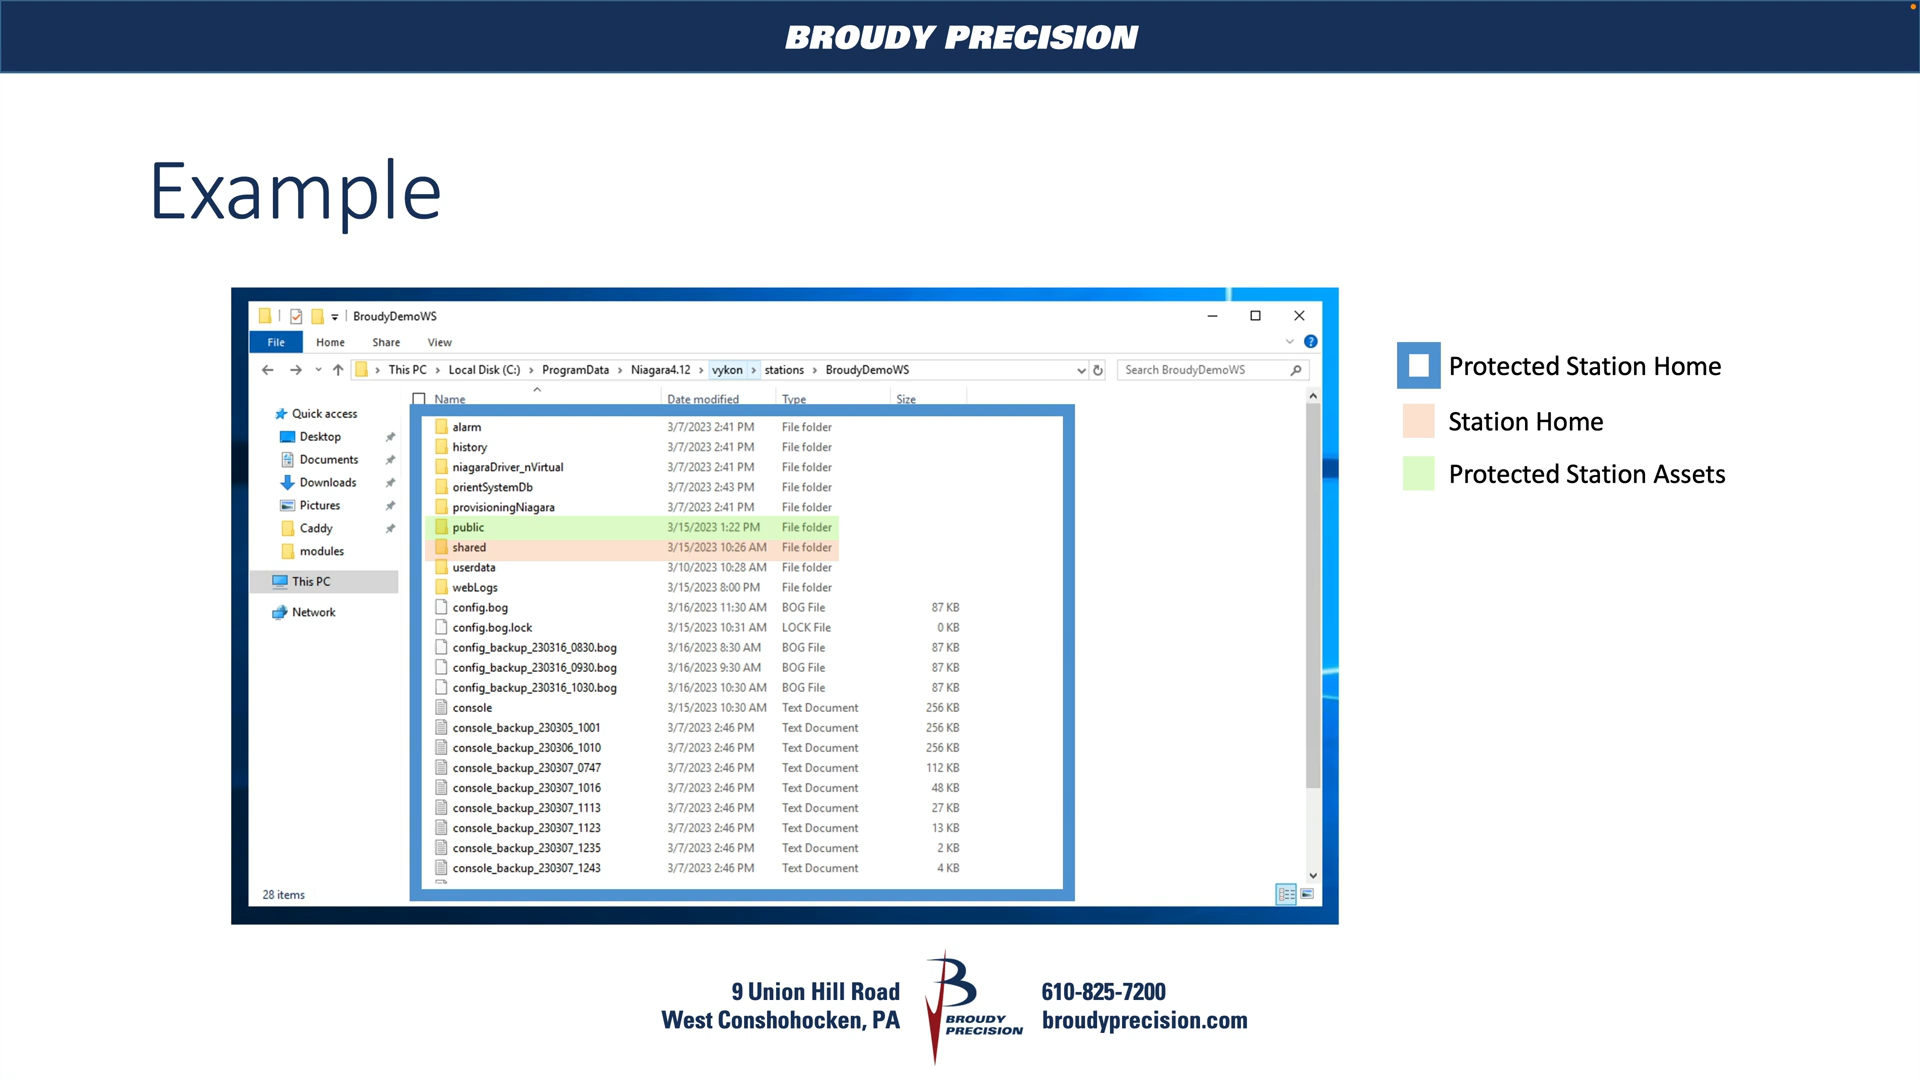 BROUDY PRECISION
Example
BroudyDemoWS
File Home Share View
This PC › Local Disk (C:) › ProgramData › Niagara4.12 › vykon › stations › BroudyDemoWS
Search BroudyDemoWS
Name Date modified Type Size
Quick access
Desktop
Documents
Downloads
Pictures
Caddy
modules
This PC
Network
alarm 3/7/2023 2:41 PM File folder
history 3/7/2023 2:41 PM File folder
niagaraDriver_nVirtual 3/7/2023 2:41 PM File folder
orientSystemDb 3/7/2023 2:43 PM File folder
provisioningNiagara 3/7/2023 2:41 PM File folder
public 3/15/2023 1:22 PM File folder
shared 3/15/2023 10:26 AM File folder
userdata 3/10/2023 10:28 AM File folder
webLogs 3/15/2023 8:00 PM File folder
config.bog 3/16/2023 11:30 AM BOG File 87 KB
config.bog.lock 3/15/2023 10:31 AM LOCK File 0 KB
config_backup_230316_0830.bog 3/16/2023 8:30 AM BOG File 87 KB
config_backup_230316_0930.bog 3/16/2023 9:30 AM BOG File 87 KB
config_backup_230316_1030.bog 3/16/2023 10:30 AM BOG File 87 KB
console 3/15/2023 10:30 AM Text Document 256 KB
console_backup_230305_1001 3/7/2023 2:46 PM Text Document 256 KB
console_backup_230306_1010 3/7/2023 2:46 PM Text Document 256 KB
console_backup_230307_0747 3/7/2023 2:46 PM Text Document 112 KB
console_backup_230307_1016 3/7/2023 2:46 PM Text Document 48 KB
console_backup_230307_1113 3/7/2023 2:46 PM Text Document 27 KB
console_backup_230307_1123 3/7/2023 2:46 PM Text Document 13 KB
console_backup_230307_1235 3/7/2023 2:46 PM Text Document 2 KB
console_backup_230307_1243 3/7/2023 2:46 PM Text Document 4 KB
28 items
Protected Station Home
Station Home
Protected Station Assets
9 Union Hill Road
West Conshohocken, PA
B
BROUDY
PRECISION
610-825-7200
broudyprecision.com